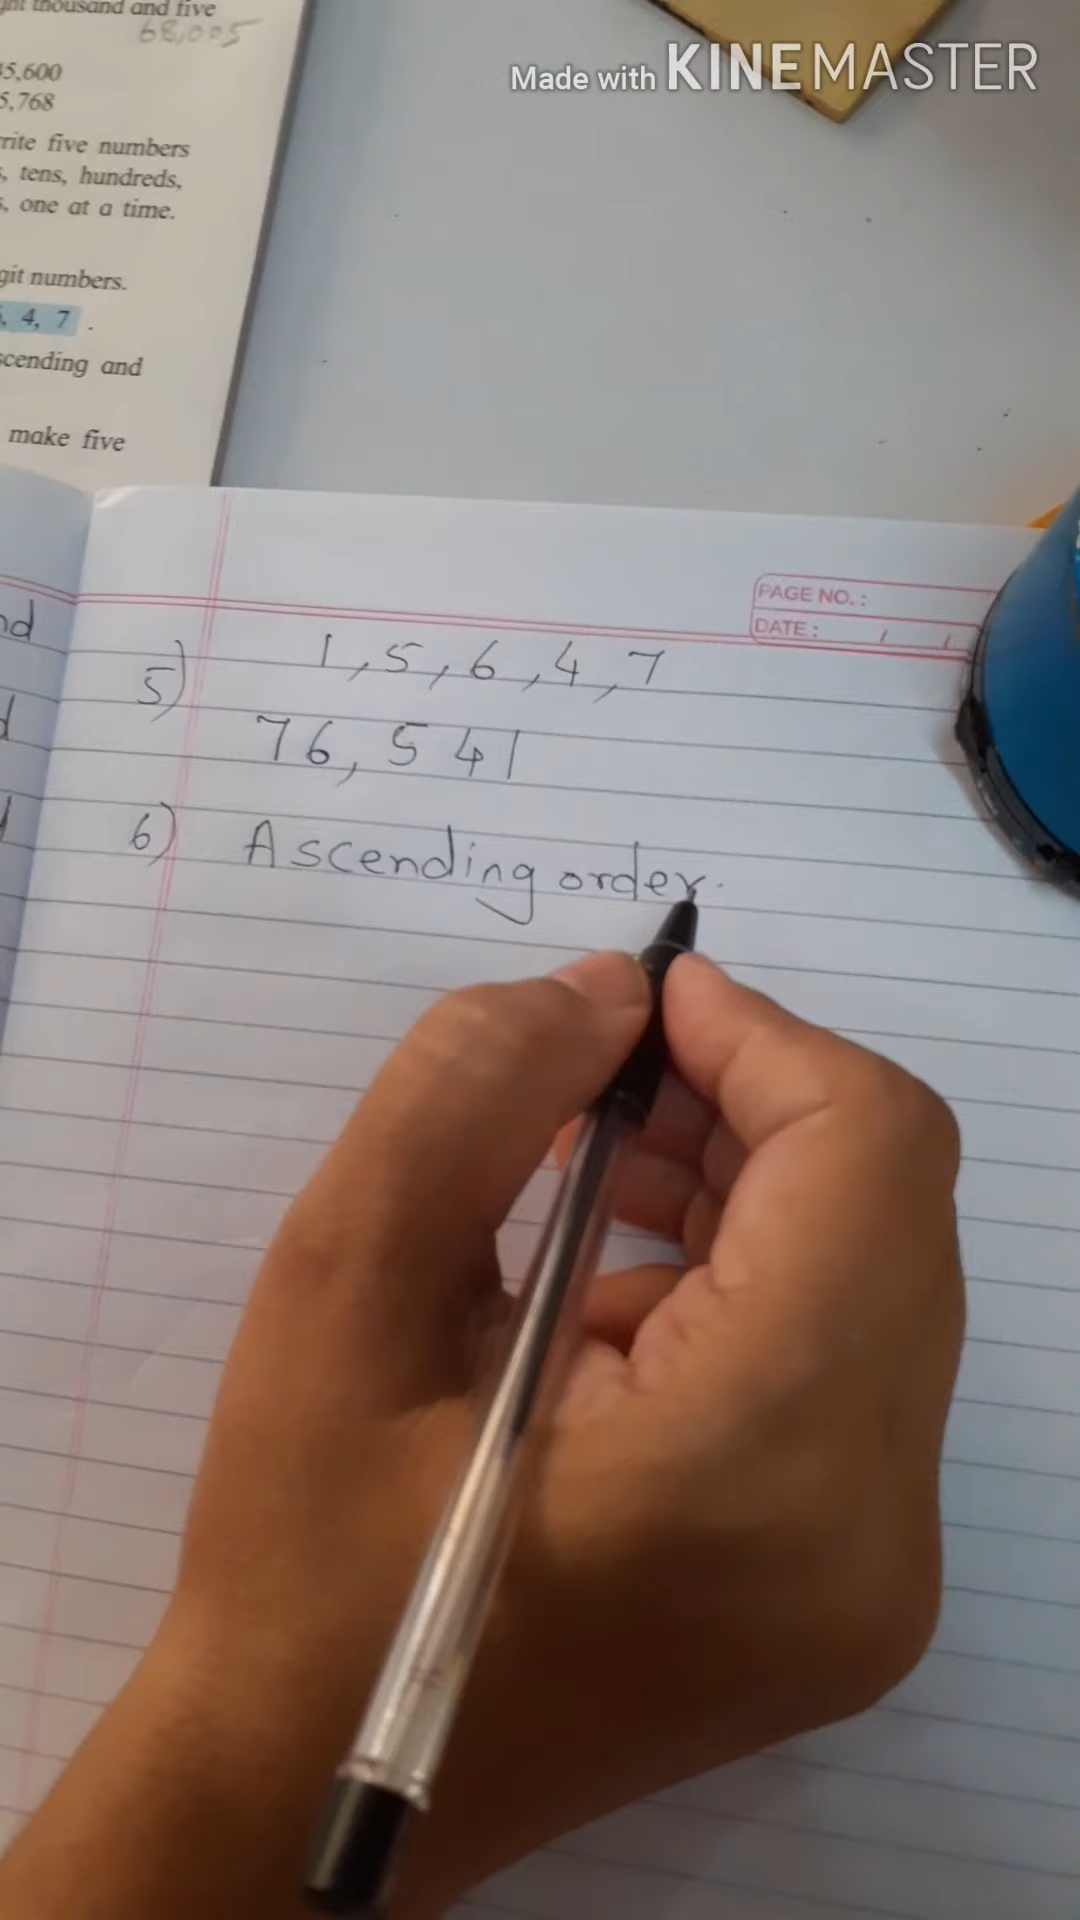 Made with KINEMASTER
thousand and five
68,005
45,600
5,768
rite five numbers
, tens, hundreds,
, one at a time.
git numbers.
, 4, 7 .
scending and
make five
PAGE NO. :
DATE : / /
5) 1, 5, 6, 4, 7
76, 541
6) Ascending order.